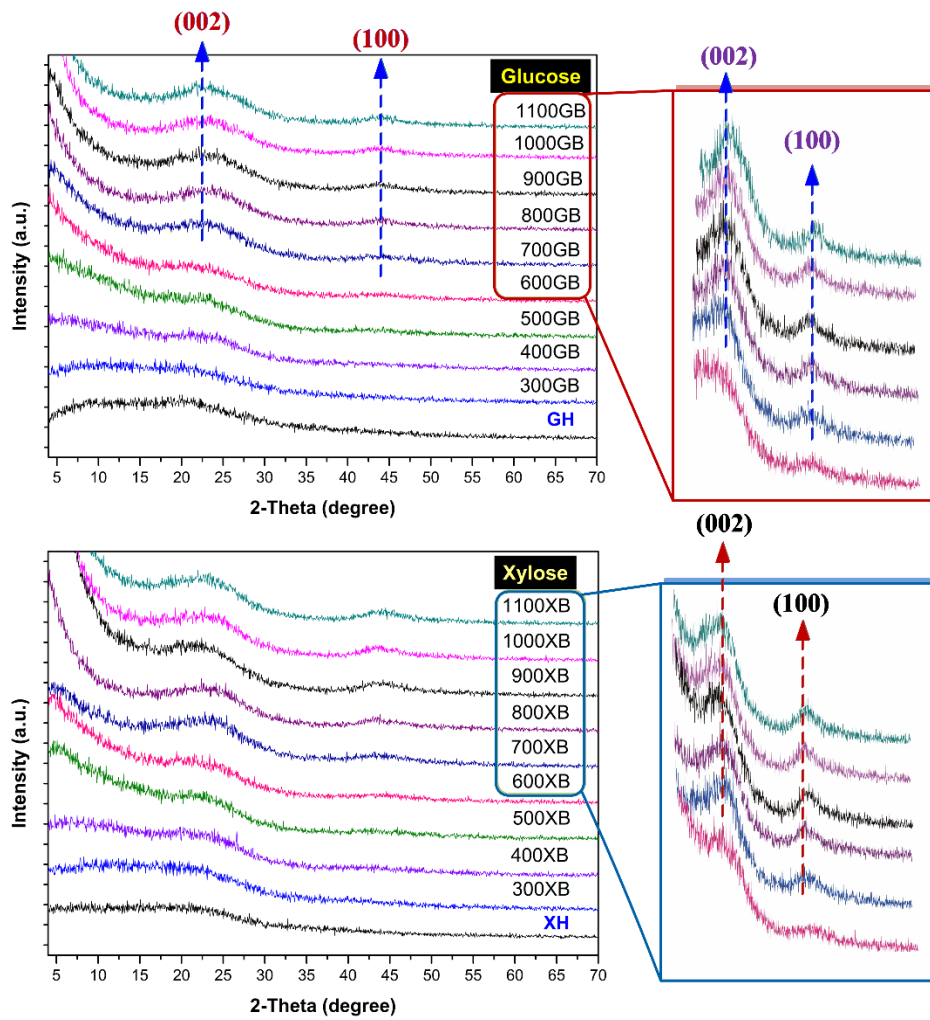 (002)
(100)
Glucose
1100GB
1000GB
900GB
800GB
700GB
600GB
500GB
400GB
300GB
GH
Intensity (a.u.)
5 10 15 20 25 30 35 40 45 50 55 60 65 70
2-Theta (degree)
(002)
(100)
Xylose
1100XB
1000XB
900XB
800XB
700XB
600XB
500XB
400XB
300XB
XH
Intensity (a.u.)
5 10 15 20 25 30 35 40 45 50 55 60 65 70
2-Theta (degree)
(002)
(100)